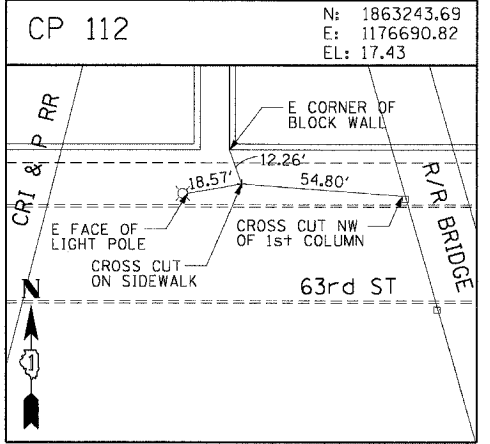 CP 112
N: 1863243.69
E: 1176690.82
EL: 17.43
CRI & P RR
E CORNER OF
BLOCK WALL
12.26'
18.57'
54.80'
R/R BRIDGE
E FACE OF
LIGHT POLE
CROSS CUT NW
OF 1st COLUMN
CROSS CUT
ON SIDEWALK
63rd ST
N
1